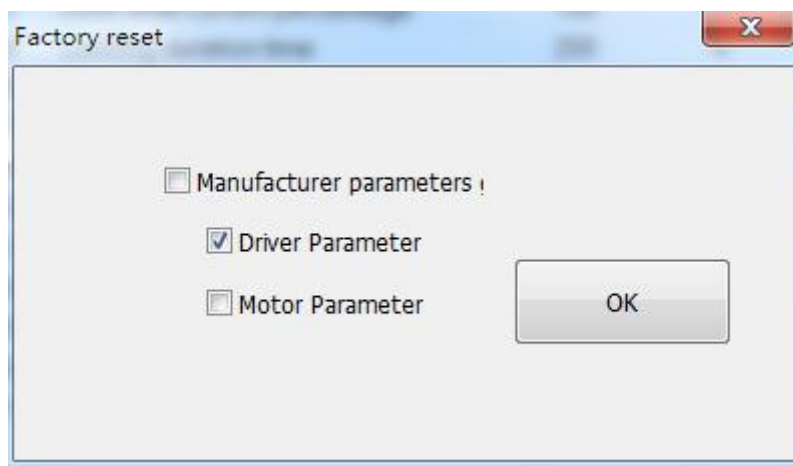 Factory reset
Manufacturer parameters
Driver Parameter
Motor Parameter
OK